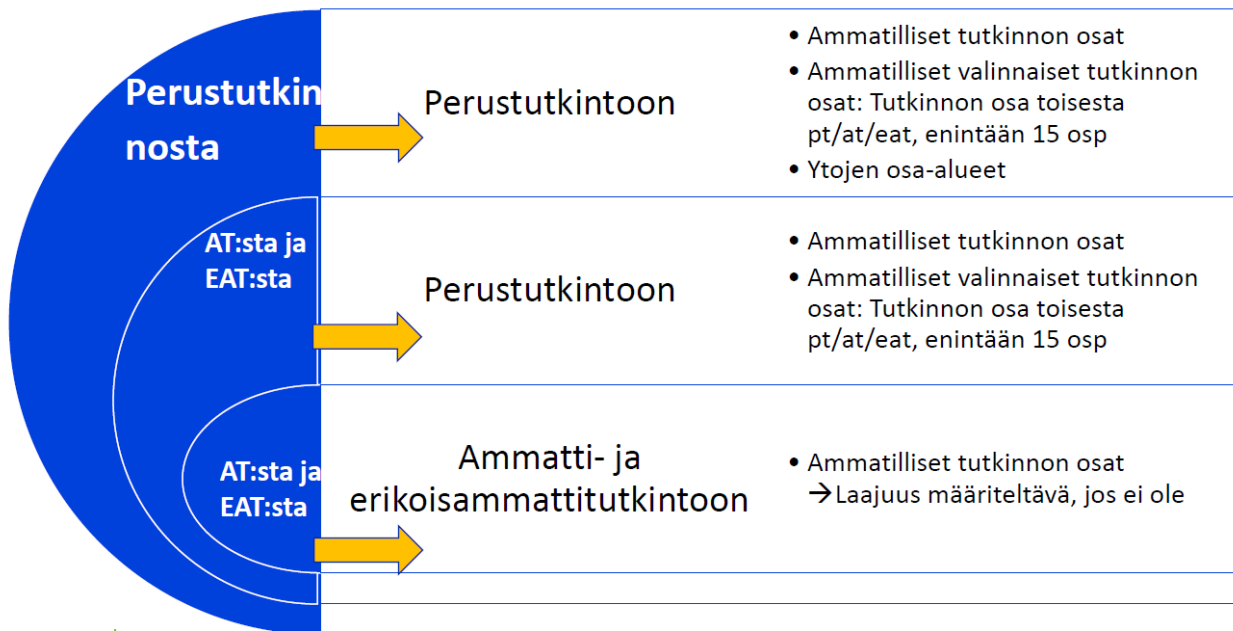 Perustutkin
nosta
Perustutkintoon
• Ammatilliset tutkinnon osat
• Ammatilliset valinnaiset tutkinnon
osat: Tutkinnon osa toisesta
pt/at/eat, enintään 15 osp
• Ytojen osa-alueet
AT:sta ja
EAT:sta
Perustutkintoon
• Ammatilliset tutkinnon osat
• Ammatilliset valinnaiset tutkinnon
osat: Tutkinnon osa toisesta
pt/at/eat, enintään 15 osp
AT:sta ja
EAT:sta
Ammatti- ja
erikoisammattitutkintoon
• Ammatilliset tutkinnon osat
→Laajuus määriteltävä, jos ei ole